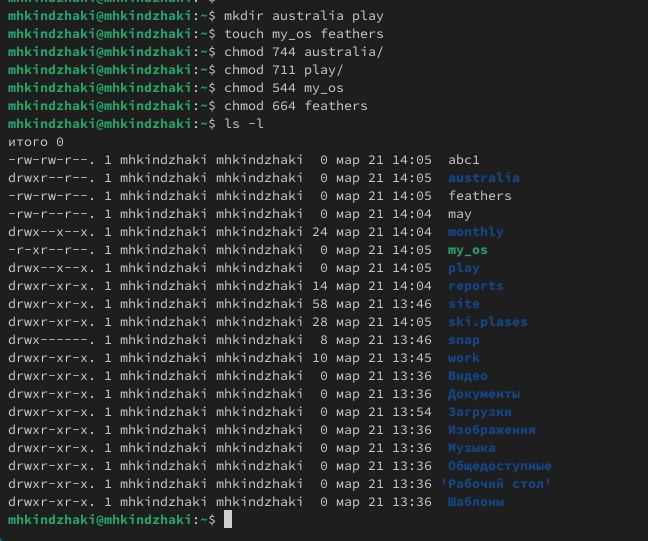 mhkindzhaki@mhkindzhaki:~$ mkdir australia play
mhkindzhaki@mhkindzhaki:~$ touch my_os feathers
mhkindzhaki@mhkindzhaki:~$ chmod 744 australia/
mhkindzhaki@mhkindzhaki:~$ chmod 711 play/
mhkindzhaki@mhkindzhaki:~$ chmod 544 my_os
mhkindzhaki@mhkindzhaki:~$ chmod 664 feathers
mhkindzhaki@mhkindzhaki:~$ ls -l
итого 0
-rw-rw-r--. 1 mhkindzhaki mhkindzhaki  0 мар 21 14:05  abc1
drwxr--r--. 1 mhkindzhaki mhkindzhaki  0 мар 21 14:05  australia
-rw-rw-r--. 1 mhkindzhaki mhkindzhaki  0 мар 21 14:05  feathers
-rw-r--r--. 1 mhkindzhaki mhkindzhaki  0 мар 21 14:04  may
drwx--x--x. 1 mhkindzhaki mhkindzhaki 24 мар 21 14:04  monthly
-r-xr--r--. 1 mhkindzhaki mhkindzhaki  0 мар 21 14:05  my_os
drwx--x--x. 1 mhkindzhaki mhkindzhaki  0 мар 21 14:05  play
drwxr-xr-x. 1 mhkindzhaki mhkindzhaki 14 мар 21 14:04  reports
drwxr-xr-x. 1 mhkindzhaki mhkindzhaki 58 мар 21 13:46  site
drwxr-xr-x. 1 mhkindzhaki mhkindzhaki 28 мар 21 14:05  ski.plases
drwx------. 1 mhkindzhaki mhkindzhaki  8 мар 21 13:46  snap
drwxr-xr-x. 1 mhkindzhaki mhkindzhaki 10 мар 21 13:45  work
drwxr-xr-x. 1 mhkindzhaki mhkindzhaki  0 мар 21 13:36  Видео
drwxr-xr-x. 1 mhkindzhaki mhkindzhaki  0 мар 21 13:36  Документы
drwxr-xr-x. 1 mhkindzhaki mhkindzhaki  0 мар 21 13:54  Загрузки
drwxr-xr-x. 1 mhkindzhaki mhkindzhaki  0 мар 21 13:36  Изображения
drwxr-xr-x. 1 mhkindzhaki mhkindzhaki  0 мар 21 13:36  Музыка
drwxr-xr-x. 1 mhkindzhaki mhkindzhaki  0 мар 21 13:36  Общедоступные
drwxr-xr-x. 1 mhkindzhaki mhkindzhaki  0 мар 21 13:36 'Рабочий стол'
drwxr-xr-x. 1 mhkindzhaki mhkindzhaki  0 мар 21 13:36  Шаблоны
mhkindzhaki@mhkindzhaki:~$